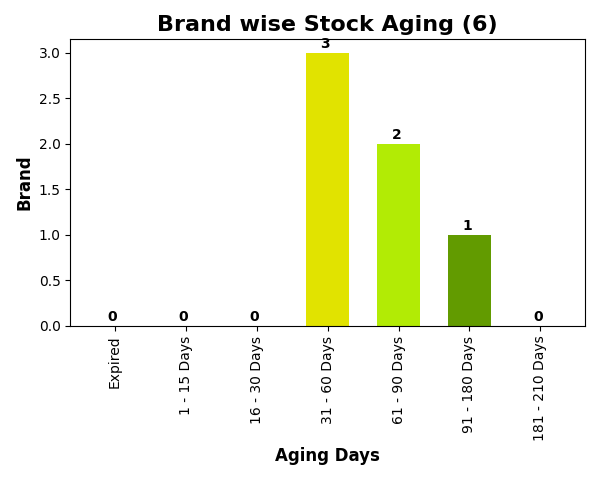 Brand wise Stock Aging (6)
Brand
3.0
2.5
2.0
1.5
1.0
0.5
0.0
0
0
0
3
2
1
0
Expired
1 - 15 Days
16 - 30 Days
31 - 60 Days
61 - 90 Days
91 - 180 Days
181 - 210 Days
Aging Days